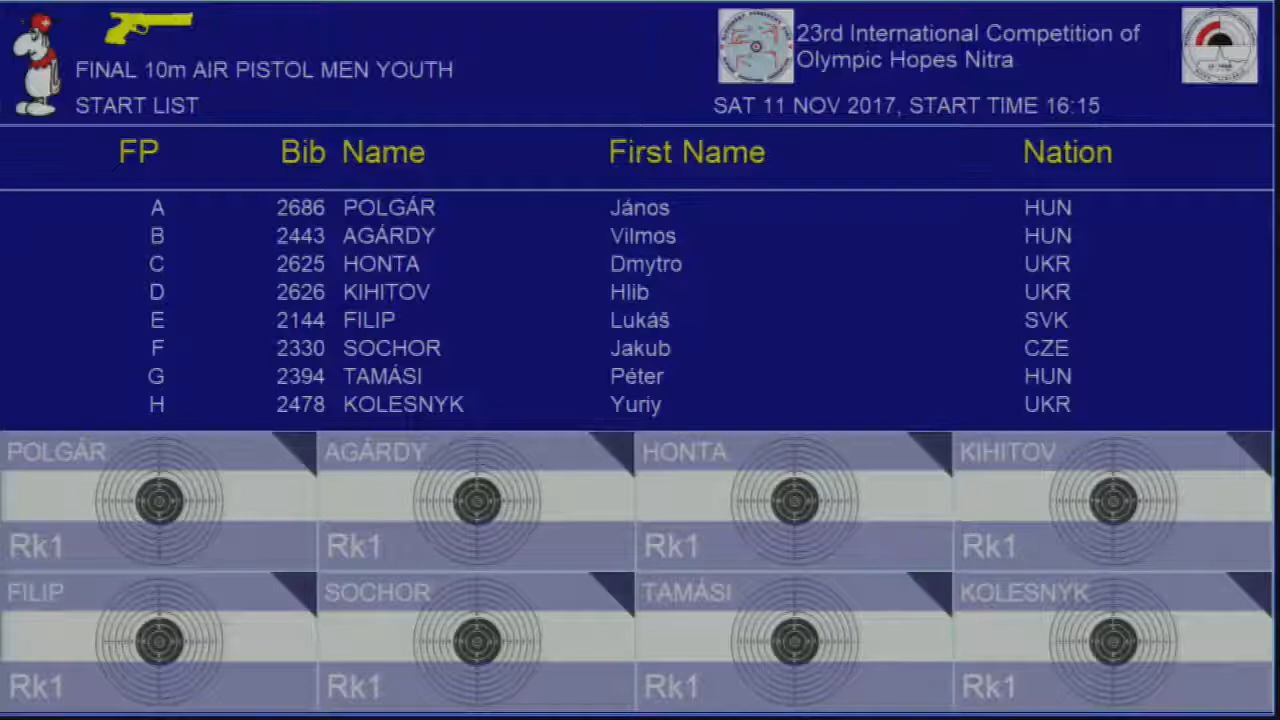 FINAL 10m AIR PISTOL MEN YOUTH
START LIST
23rd International Competition of
Olympic Hopes Nitra
SAT 11 NOV 2017, START TIME 16:15
FP Bib Name First Name Nation
A 2686 POLGÁR János HUN
B 2443 AGÁRDY Vilmos HUN
C 2625 HONTA Dmytro UKR
D 2626 KIHITOV Hlib UKR
E 2144 FILIP Lukáš SVK
F 2330 SOCHOR Jakub CZE
G 2394 TAMÁSI Péter HUN
H 2478 KOLESNYK Yuriy UKR
POLGÁR AGÁRDY HONTA KIHITOV
Rk1 Rk1 Rk1 Rk1
FILIP SOCHOR TAMÁSI KOLESNYK
Rk1 Rk1 Rk1 Rk1